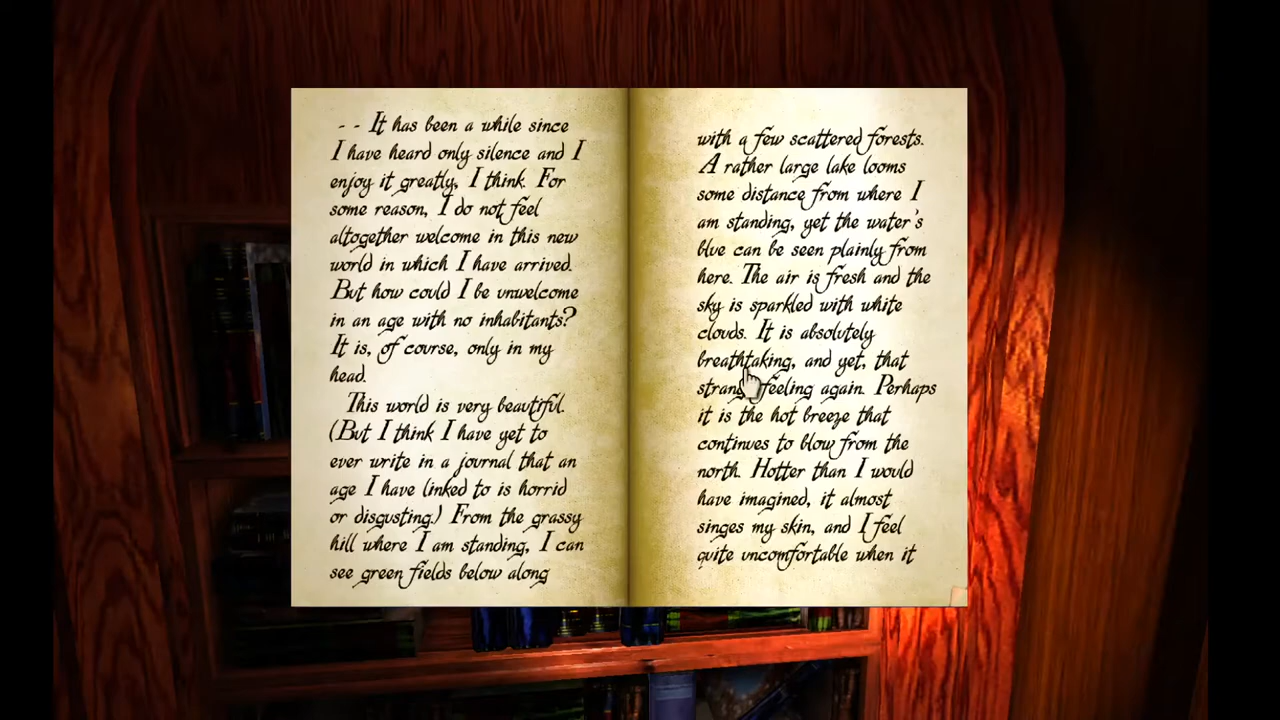 - - It has been a while since
I have heard only silence and I
enjoy it greatly, I think. For
some reason, I do not feel
altogether welcome in this new
world in which I have arrived.
But how could I be unwelcome
in an age with no inhabitants?
It is, of course, only in my
head.
This world is very beautiful.
(But I think I have yet to
ever write in a journal that an
age I have linked to is horrid
or disgusting.) From the grassy
hill where I am standing, I can
see green fields below along
with a few scattered forests.
A rather large lake looms
some distance from where I
am standing, yet the water's
blue can be seen plainly from
here. The air is fresh and the
sky is sparkled with white
clouds. It is absolutely
breathtaking, and yet, that
strange feeling again. Perhaps
it is the hot breeze that
continues to blow from the
north. Hotter than I would
have imagined, it almost
singes my skin, and I feel
quite uncomfortable when it